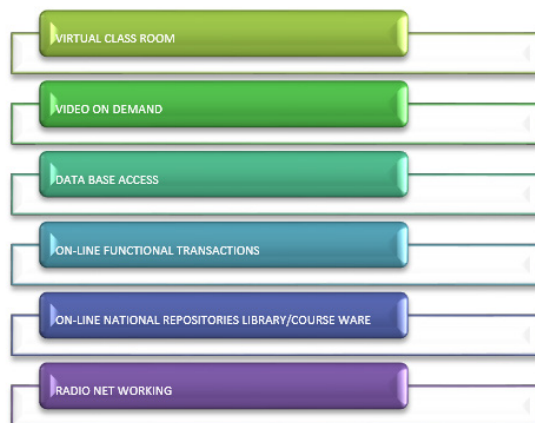 VIRTUAL CLASS ROOM
VIDEO ON DEMAND
DATA BASE ACCESS
ON-LINE FUNCTIONAL TRANSACTIONS
ON-LINE NATIONAL REPOSITORIES LIBRARY/COURSE WARE
RADIO NET WORKING